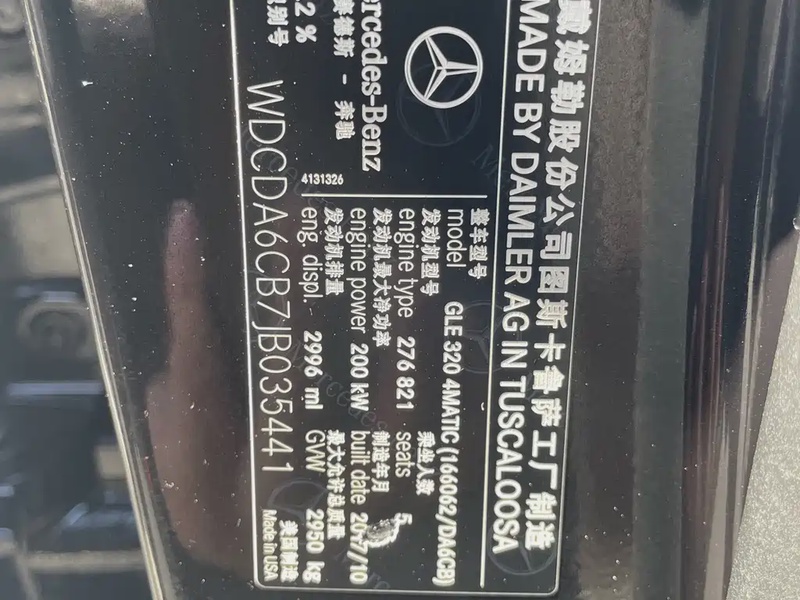 戴姆勒股份公司图斯卡鲁萨工厂制造
MADE BY DAIMLER AG IN TUSCALOOSA
Mercedes-Benz
梅赛德斯-奔驰
4131326
整车型号
model GLE 320 4MATIC (166062/DA6CB)
发动机型号 乘坐人数
engine type 276 821 seats 5
发动机最大净功率 制造年月
engine power 200 kW built date 2017/10
发动机排量 最大允许总质量
eng. displ. 2996 ml GVW 2950 kg
别号
WDCDA6CB7JB035441
美国制造
Made in USA